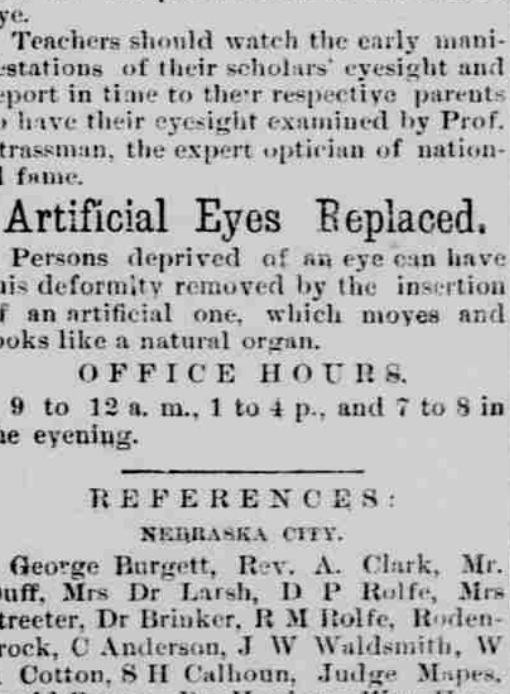 ye.
Teachers should watch the early mani-
estations of their scholars' eyesight and
eport in time to the'r respective parents
o have their eyesight examined by Prof.
trassman, the expert optician of nation-
l fame.
Artificial Eyes Replaced.
Persons deprived of an eye can have
his deformity removed by the insertion
f an artificial one, which moves and
ooks like a natural organ.
OFFICE HOURS.
9 to 12 a. m., 1 to 4 p., and 7 to 8 in
he evening.
REFERENCES:
NEBRASKA CITY.
George Burgett, Rev. A. Clark, Mr.
Duff, Mrs Dr Larsh, D P Rolfe, Mrs
treeter, Dr Brinker, R M Rolfe, Roden-
rock, C Anderson, J W Waldsmith, W
. Cotton, S H Calhoun, Judge Mapes,